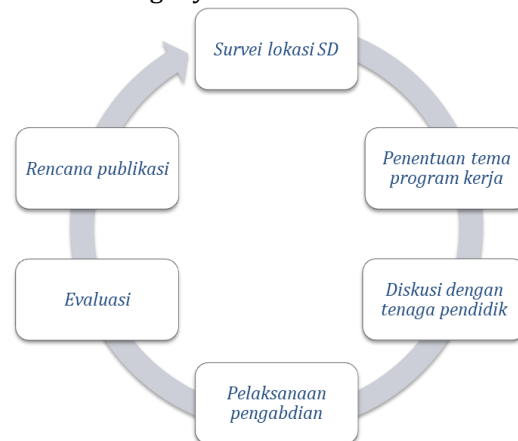 Survei lokasi SD
Penentuan tema
program kerja
Diskusi dengan
tenaga pendidik
Pelaksanaan
pengabdian
Evaluasi
Rencana publikasi